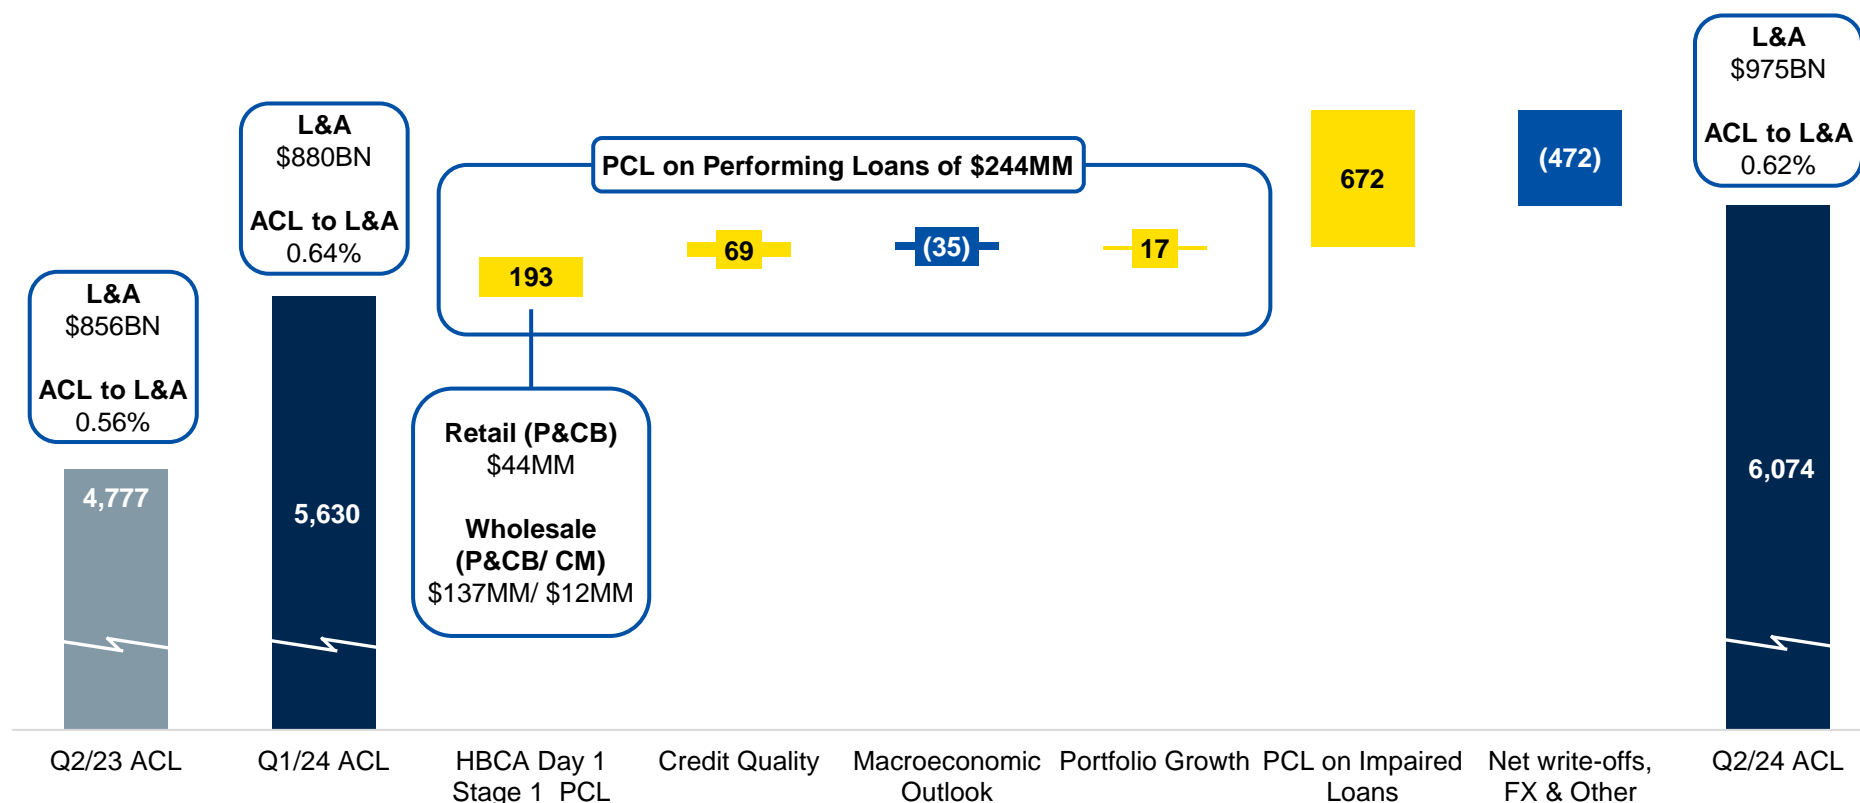 L&A
$856BN
ACL to L&A
0.56%
4,777
L&A
$880BN
ACL to L&A
0.64%
5,630
PCL on Performing Loans of $244MM
193
69
(35)
17
Retail (P&CB)
$44MM
Wholesale
(P&CB/ CM)
$137MM/ $12MM
672
(472)
L&A
$975BN
ACL to L&A
0.62%
6,074
Q2/23 ACL
Q1/24 ACL
HBCA Day 1
Stage 1 PCL
Credit Quality
Macroeconomic
Outlook
Portfolio Growth
PCL on Impaired
Loans
Net write-offs,
FX & Other
Q2/24 ACL